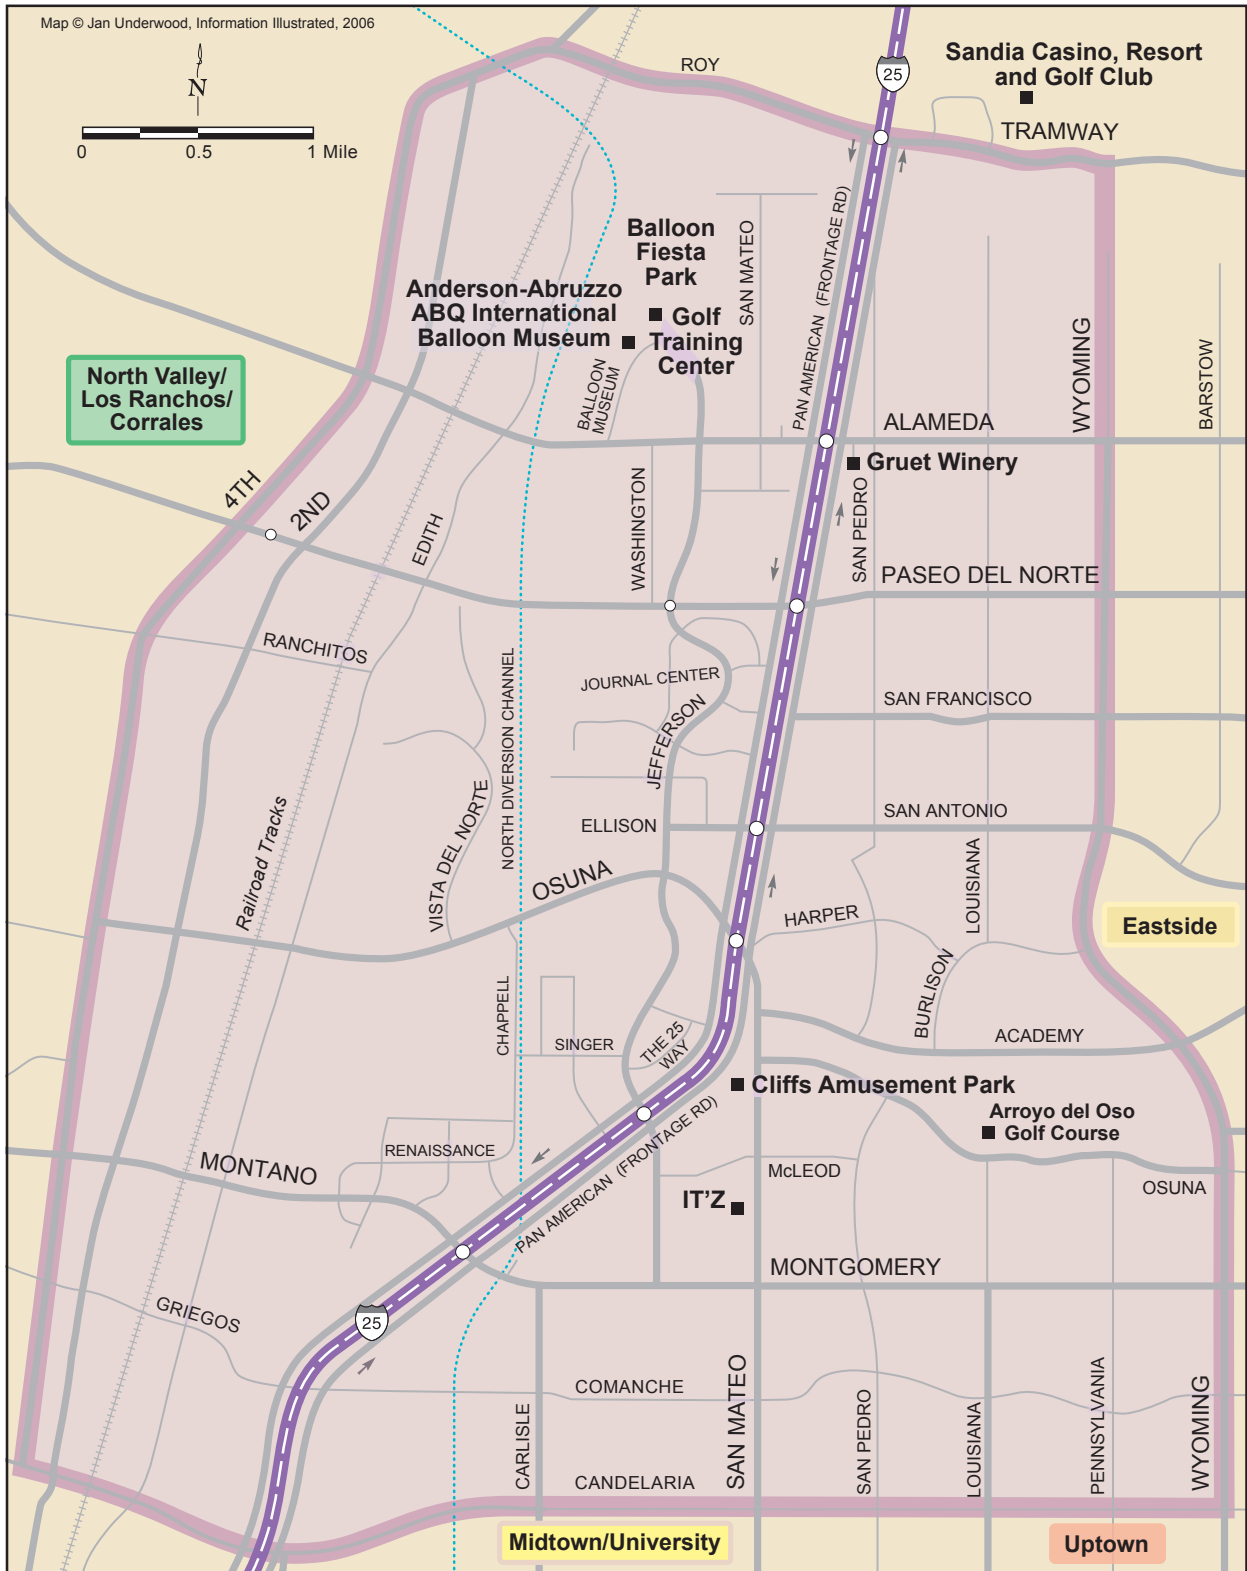 Map © Jan Underwood, Information Illustrated, 2006
N
0 0.5 1 Mile
ROY
25
Sandia Casino, Resort
and Golf Club
TRAMWAY
Balloon
Fiesta
Park
SAN MATEO
PAN AMERICAN (FRONTAGE RD)
Anderson-Abruzzo
ABQ International
Balloon Museum
Golf
Training
Center
BALLOON
MUSEUM
WYOMING
BARSTOW
North Valley/
Los Ranchos/
Corrales
ALAMEDA
Gruet Winery
4TH
2ND
EDITH
WASHINGTON
SAN PEDRO
PASEO DEL NORTE
RANCHITOS
NORTH DIVERSION CHANNEL
JOURNAL CENTER
JEFFERSON
SAN FRANCISCO
Railroad Tracks
VISTA DEL NORTE
ELLISON
SAN ANTONIO
OSUNA
LOUISIANA
HARPER
Eastside
BURLISON
CHAPPELL
SINGER
THE 25
WAY
ACADEMY
Cliffs Amusement Park
PAN AMERICAN (FRONTAGE RD)
Arroyo del Oso
Golf Course
RENAISSANCE
MONTANO
McLEOD
OSUNA
IT'Z
MONTGOMERY
GRIEGOS
25
COMANCHE
CARLISLE
SAN MATEO
SAN PEDRO
LOUISIANA
PENNSYLVANIA
WYOMING
CANDELARIA
Midtown/University
Uptown